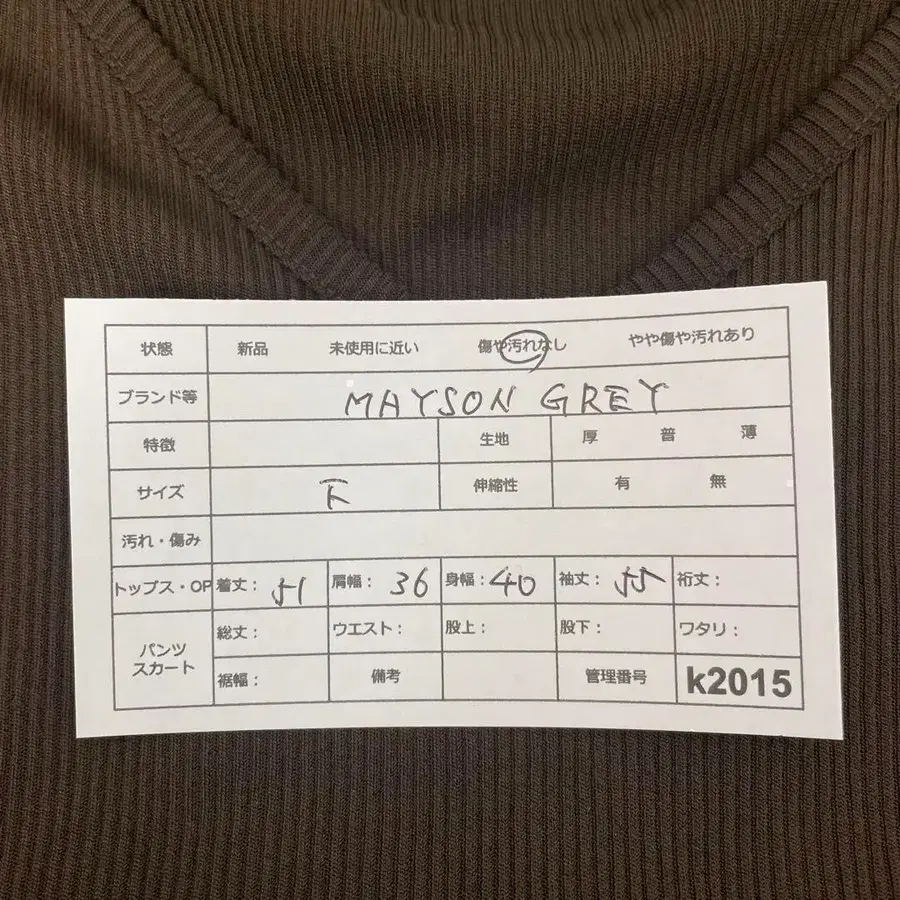 状態 新品 未使用に近い 傷や汚れなし やや傷や汚れあり
ブランド等 MAYSON GREY
特徴 生地 厚 普 薄
サイズ F 伸縮性 有 無
汚れ・傷み
トップス・OP 着丈: 51 肩幅: 36 身幅: 40 袖丈: 55 裄丈:
パンツ 総丈: ウエスト: 股上: 股下: ワタリ:
スカート 裾幅: 備考 管理番号 k2015